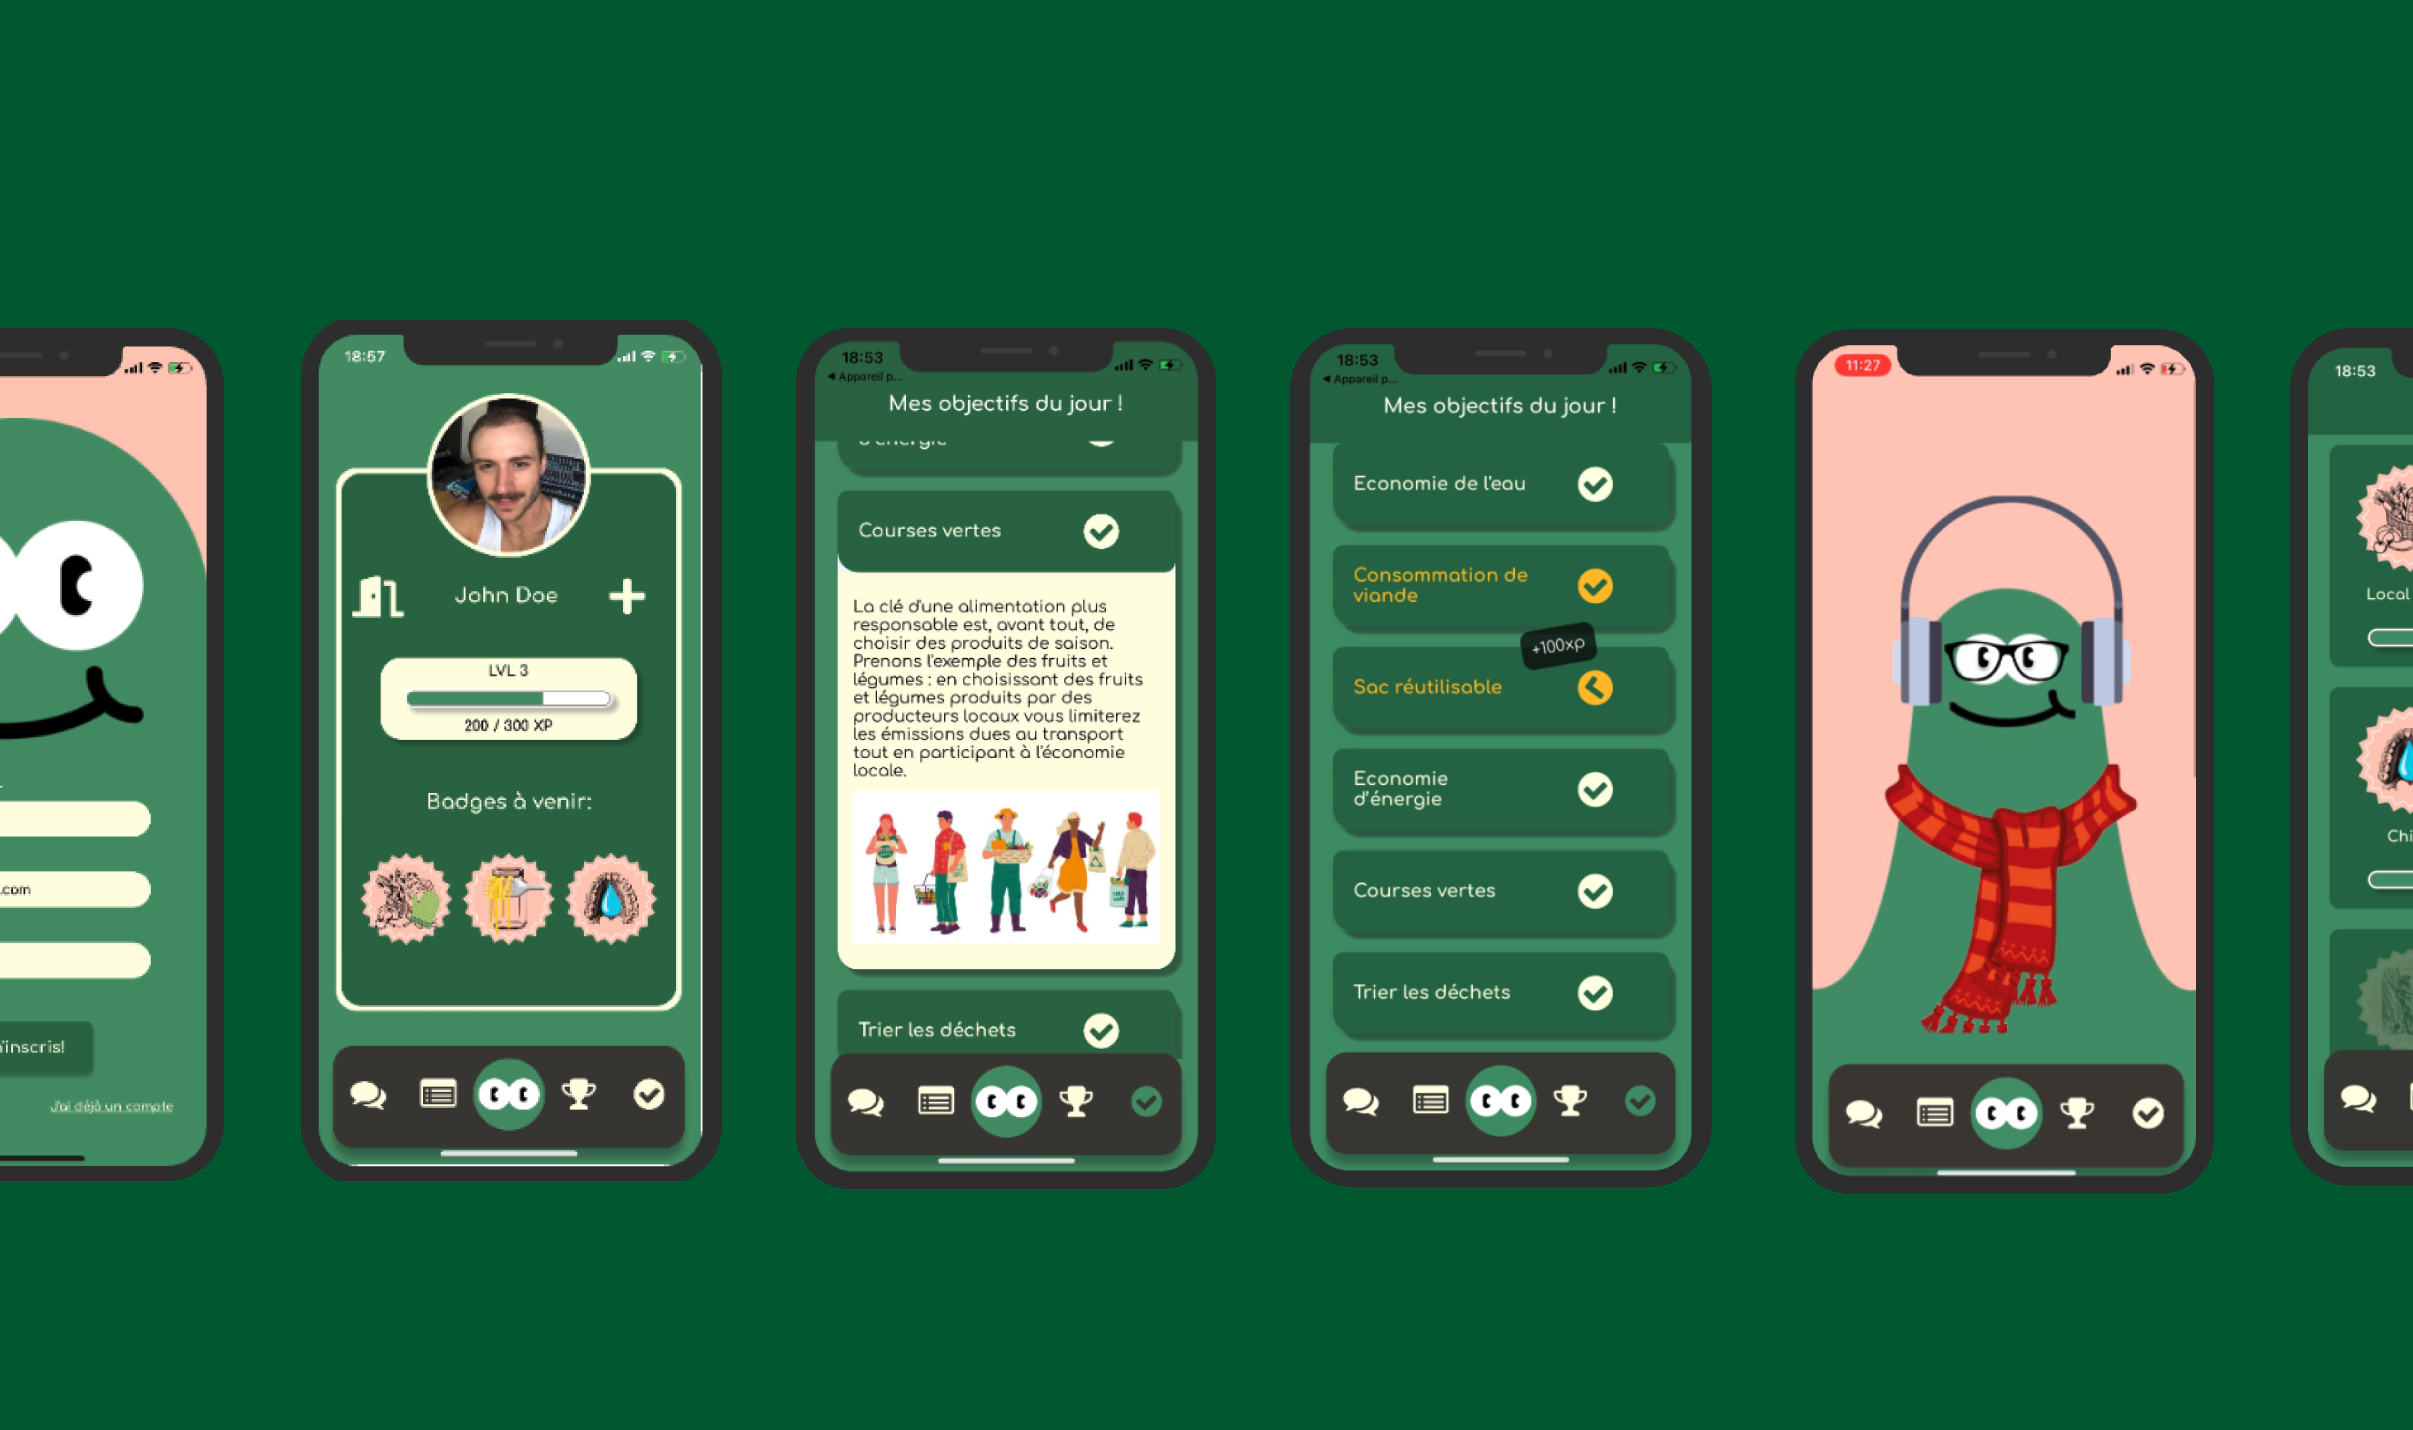 .com
'inscris!
J'ai déjà un compte
18:57
John Doe
LVL 3
200 / 300 XP
Badges à venir:
18:53
◀ Appareil p...
Mes objectifs du jour !
d'énergie
Courses vertes
La clé d'une alimentation plus
responsable est, avant tout, de
choisir des produits de saison.
Prenons l'exemple des fruits et
légumes : en choisissant des fruits
et légumes produits par des
producteurs locaux vous limiterez
les émissions dues au transport
tout en participant à l'économie
locale.
Trier les déchets
18:53
◀ Appareil p...
Mes objectifs du jour !
Economie de l'eau
Consommation de
viande
+100xp
Sac réutilisable
Economie
d'énergie
Courses vertes
Trier les déchets
11:27
18:53
Local
Chi